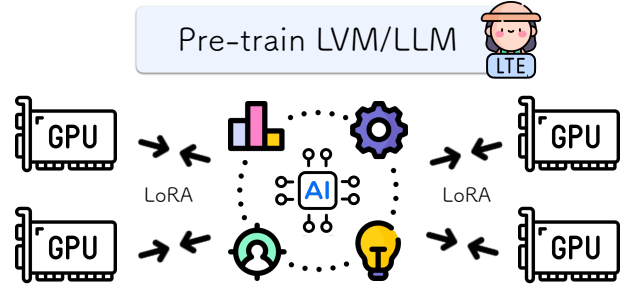 Pre-train LVM/LLM
LTE
GPU
GPU
LoRA
AI
LoRA
GPU
GPU